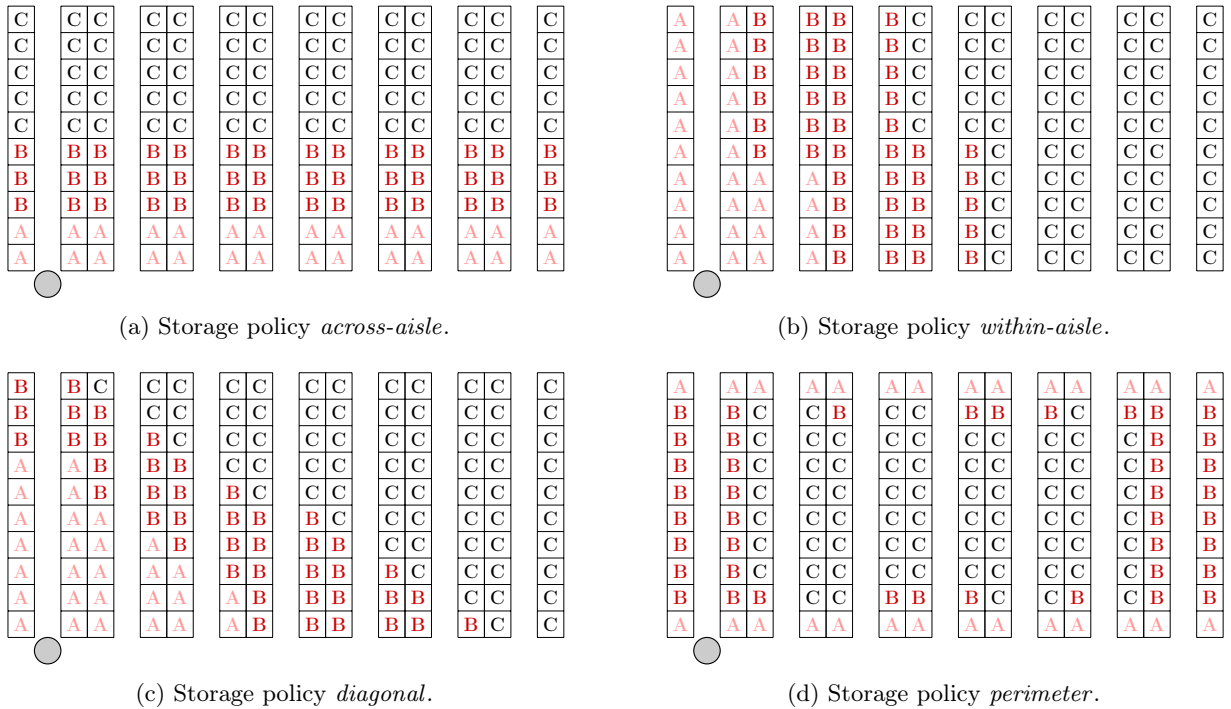 C C C C C C C C C C C C C C
C C C C C C C C C C C C C C
C C C C C C C C C C C C C C
C C C C C C C C C C C C C C
C C C C C C C C C C C C C C
B B B B B B B B B B B B B B
B B B B B B B B B B B B B B
B B B B B B B B B B B B B B
A A A A A A A A A A A A A A
A A A A A A A A A A A A A A
(a) Storage policy across-aisle.
A A B B B B C C C C C C C C
A A B B B B C C C C C C C C
A A B B B B C C C C C C C C
A A B B B B C C C C C C C C
A A B B B B C C C C C C C C
A A B B B B B B C C C C C C
A A A A B B B B C C C C C C
A A A A B B B B C C C C C C
A A A A B B B B C C C C C C
A A A A B B B B C C C C C C
(b) Storage policy within-aisle.
B B C C C C C C C C C C C C
B B B C C C C C C C C C C C
B B B B C C C C C C C C C C
A A B B B C C C C C C C C C
A A B B B B C C C C C C C C
A A A B B B B B C C C C C C
A A A A B B B B B C C C C C
A A A A A B B B B B C C C C
A A A A A A B B B B B C C C
A A A A A A B B B B B B C C
(c) Storage policy diagonal.
A A A A A A A A A A A A A A
B B C C B C C B B B C B B B
B B C C C C C C C C C C B B
B B C C C C C C C C C C B B
B B C C C C C C C C C C B B
B B C C C C C C C C C C B B
B B C C C C C C C C C C B B
B B C C C C C C C C C C B B
B B B C C B B B C C B C B B
A A A A A A A A A A A A A A
(d) Storage policy perimeter.